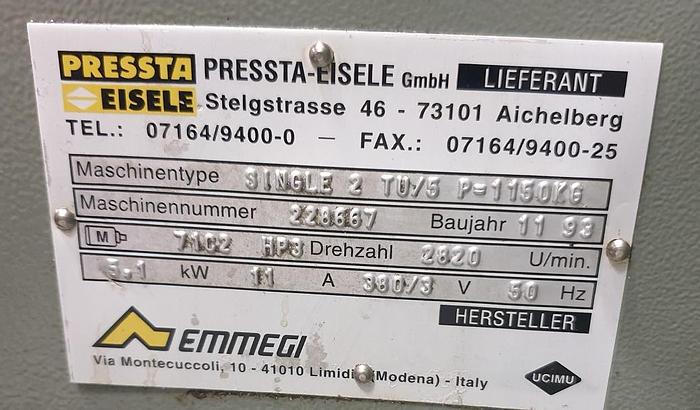 PRESSTA EISELE
PRESSTA-EISELE GmbH LIEFERANT
Stelgstrasse 46 - 73101 Aichelberg
TEL.: 07164/9400-0 — FAX.: 07164/9400-25
Maschinentype SINGLE 2 TU/5 P=1150KG
Maschinennummer 228667 Baujahr 11 93
M 71C2 HP3 Drehzahl 2820 U/min.
5,1 kW 11 A 380/3 V 50 Hz
HERSTELLER
EMMEGI
Via Montecuccoli, 10 - 41010 Limidi (Modena) - Italy
UCIMU